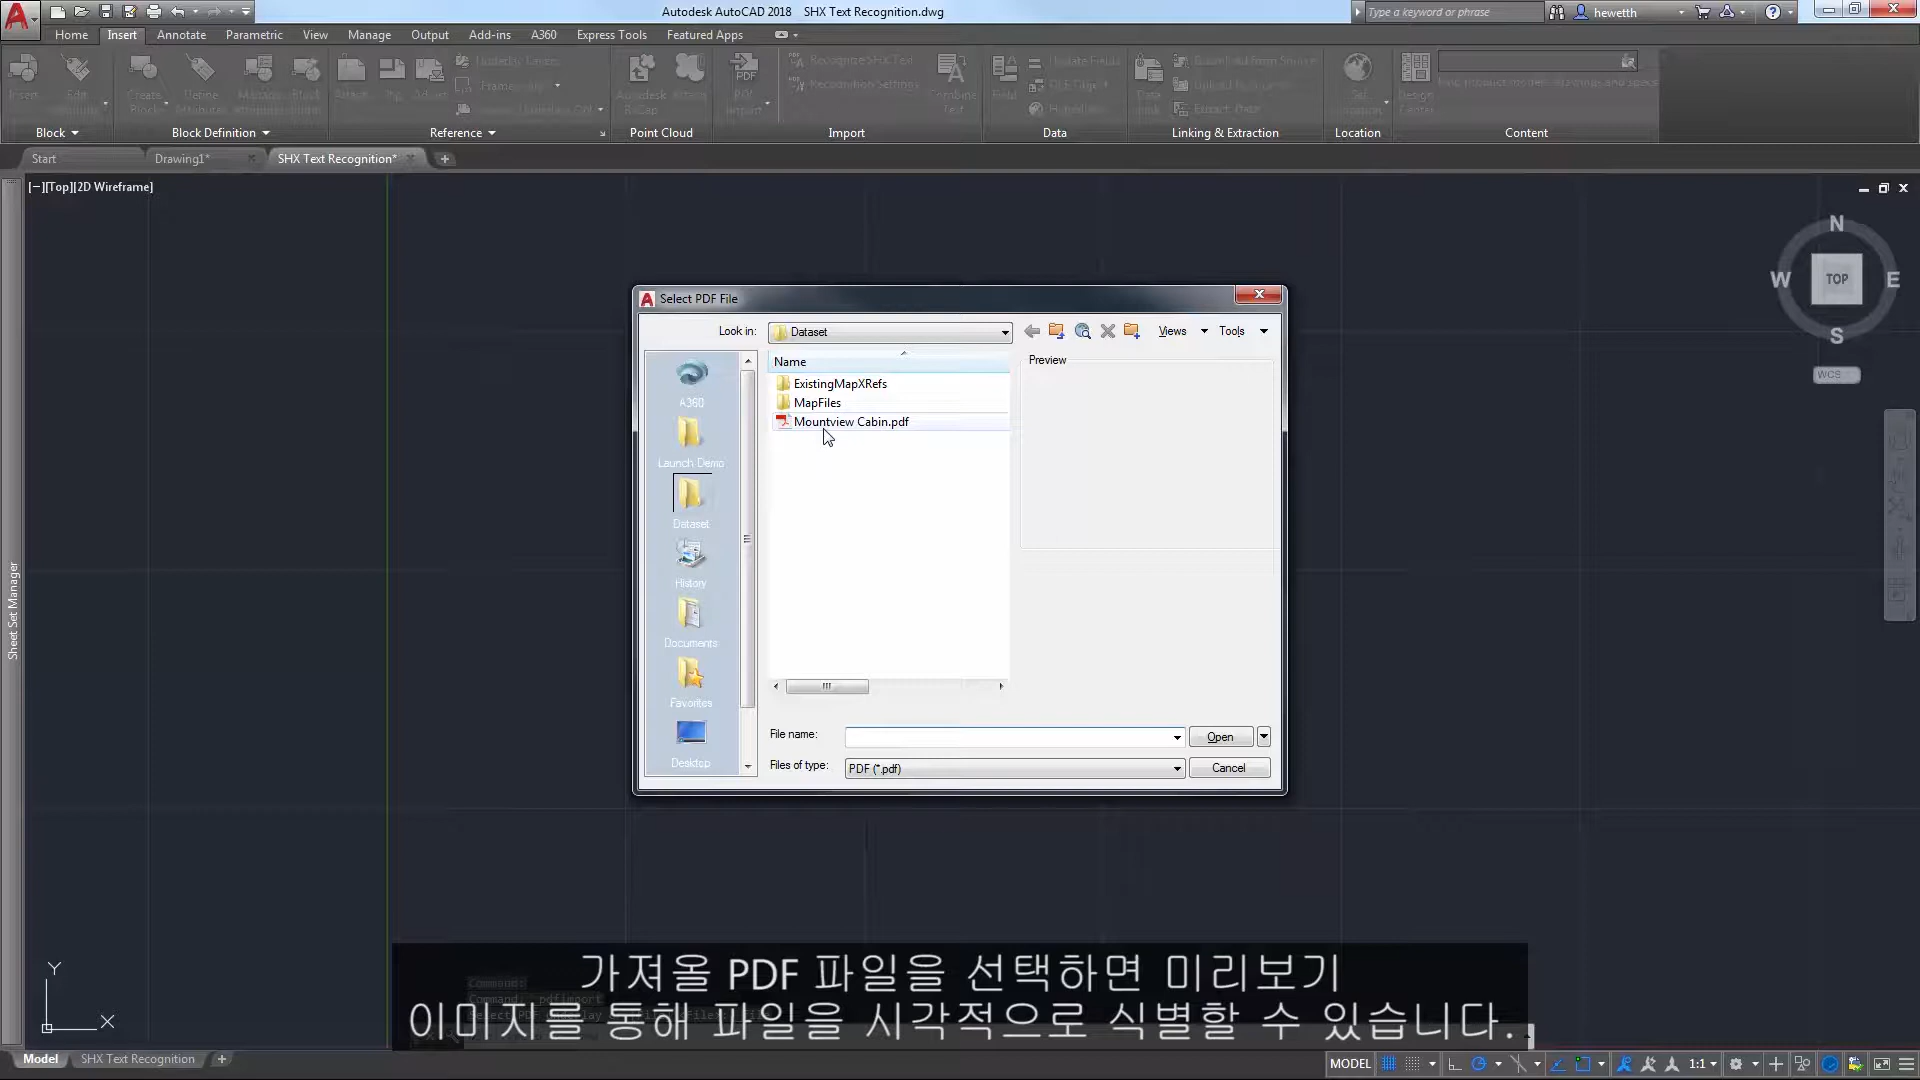 Autodesk AutoCAD 2018 SHX Text Recognition.dwg
Type a keyword or phrase
hewetth
Home Insert Annotate Parametric View Manage Output Add-ins A360 Express Tools Featured Apps
Recognize SHX Text
Recognition Settings
Block Block Definition Reference Point Cloud Import Data Linking & Extraction Location Content
Start Drawing1* SHX Text Recognition*
[−][Top][2D Wireframe]
N
W TOP E
S
WCS
Sheet Set Manager
Select PDF File
Look in: Dataset Views Tools
Name
Preview
ExistingMapXRefs
MapFiles
Mountview Cabin.pdf
A360
Launch Demo
Dataset
History
Documents
Favorites
Desktop
File name: Open
Files of type: PDF (*.pdf) Cancel
가져올 PDF 파일을 선택하면 미리보기
이미지를 통해 파일을 시각적으로 식별할 수 있습니다.
Y
X
Model SHX Text Recognition
MODEL 1:1